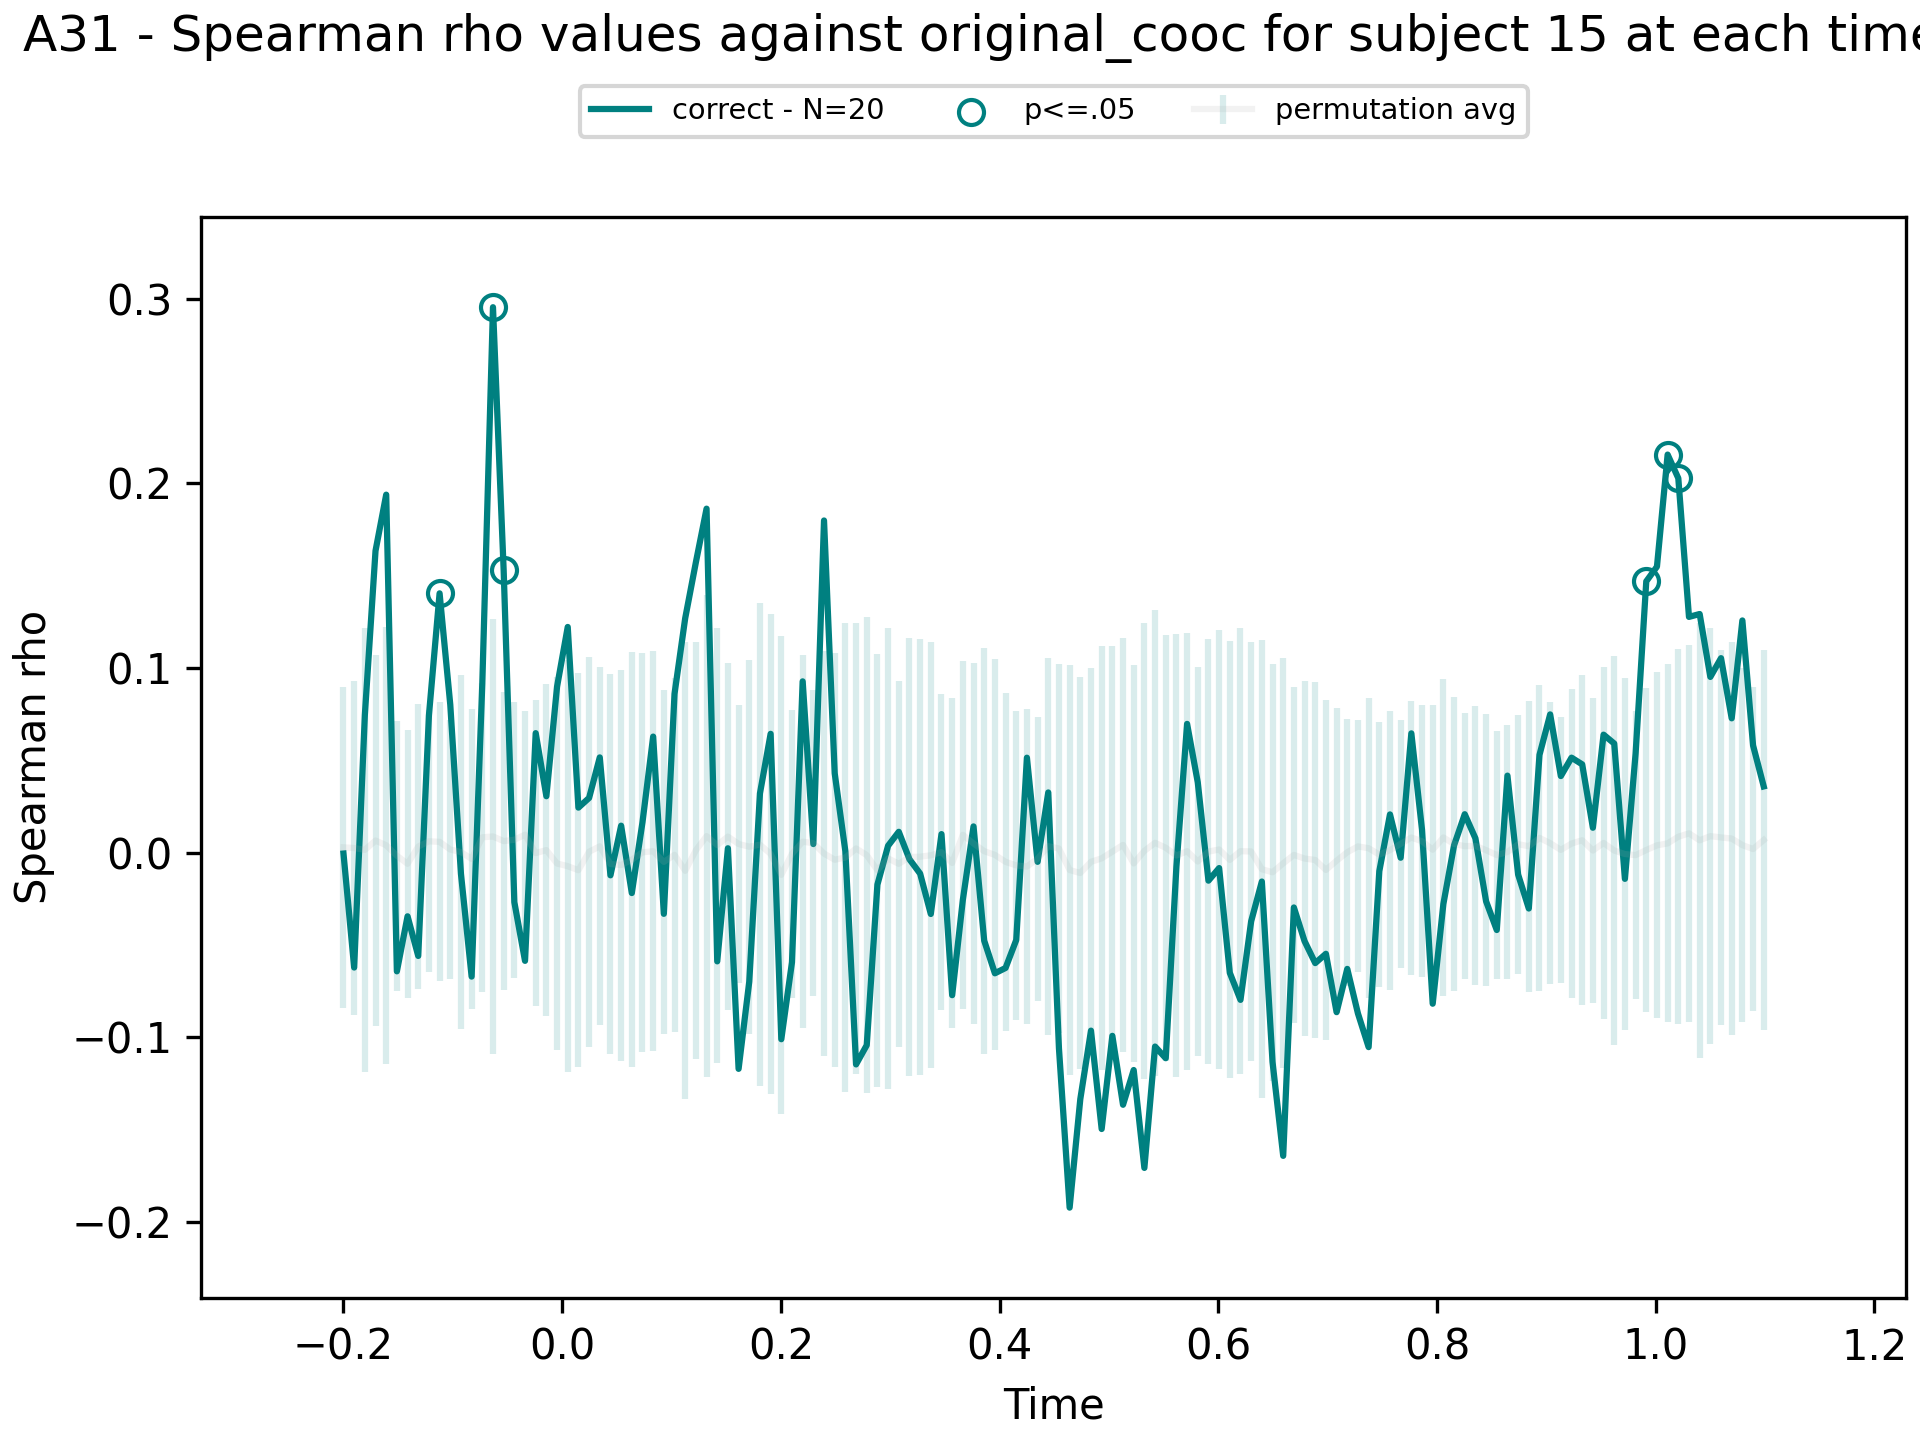 A31 - Spearman rho values against original_cooc for subject 15 at each time
correct - N=20 p<=.05 permutation avg
0.3
0.2
0.1
0.0
−0.1
−0.2
Spearman rho
−0.2 0.0 0.2 0.4 0.6 0.8 1.0 1.2
Time